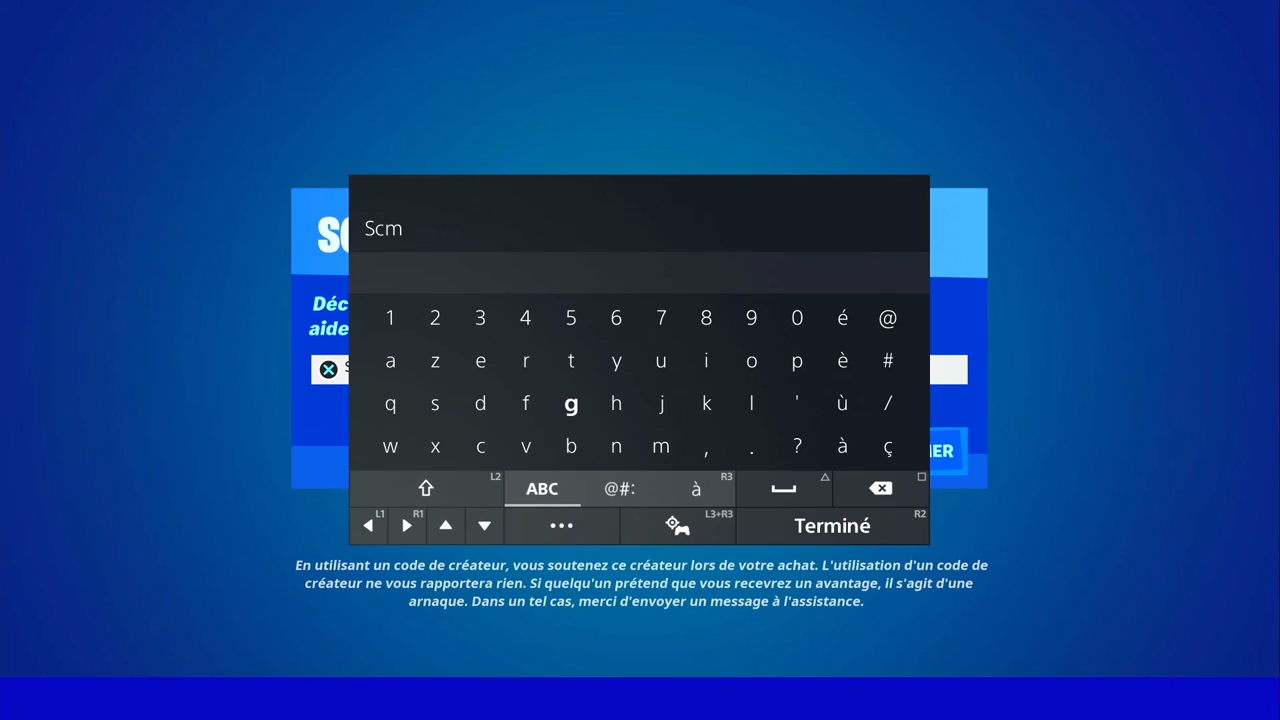 Scm
1 2 3 4 5 6 7 8 9 0 é @
a z e r t y u i o p è #
q s d f g h j k l ' ù /
w x c v b n m , . ? à ç
L2 ABC @#: à R3
L1 R1 ... L3+R3 Terminé R2
Déc
aide
En utilisant un code de créateur, vous soutenez ce créateur lors de votre achat. L'utilisation d'un code de
créateur ne vous rapportera rien. Si quelqu'un prétend que vous recevrez un avantage, il s'agit d'une
arnaque. Dans un tel cas, merci d'envoyer un message à l'assistance.